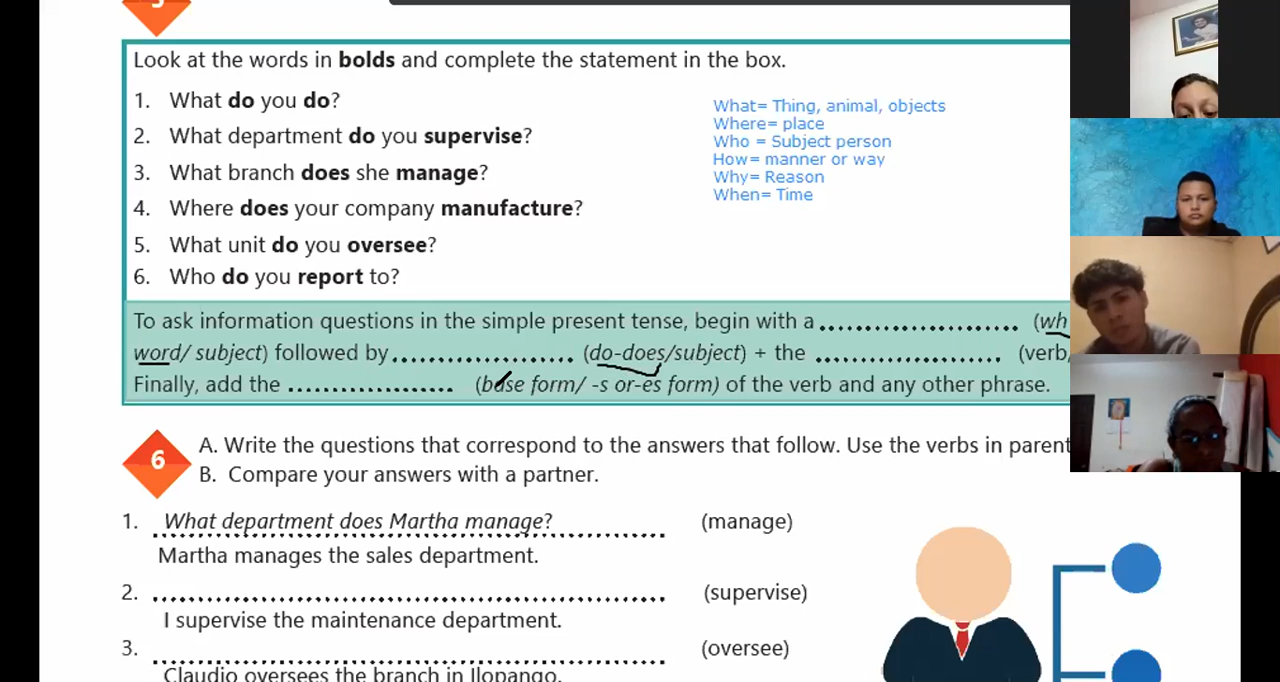 5
Look at the words in bolds and complete the statement in the box.
1. What do you do?
2. What department do you supervise?
3. What branch does she manage?
4. Where does your company manufacture?
5. What unit do you oversee?
6. Who do you report to?
What= Thing, animal, objects
Where= place
Who = Subject person
How= manner or way
Why= Reason
When= Time
To ask information questions in the simple present tense, begin with a ........................ (wh
word/ subject) followed by...................... (do-does/subject) + the ...................... (verb,
Finally, add the .................... (base form/ -s or-es form) of the verb and any other phrase.
6
A. Write the questions that correspond to the answers that follow. Use the verbs in parent
B. Compare your answers with a partner.
1. What department does Martha manage? (manage)
Martha manages the sales department.
2. (supervise)
I supervise the maintenance department.
3. (oversee)
Claudio oversees the branch in Ilopango.